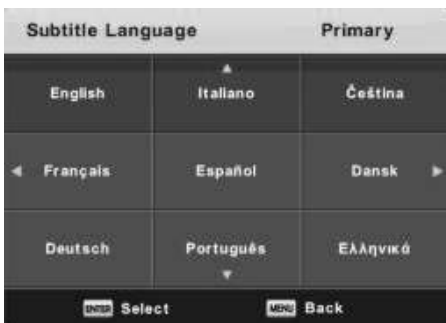 Subtitle Language Primary
English Italiano Čeština
Français Español Dansk
Deutsch Português Ελληνικά
ENTER Select MENU Back